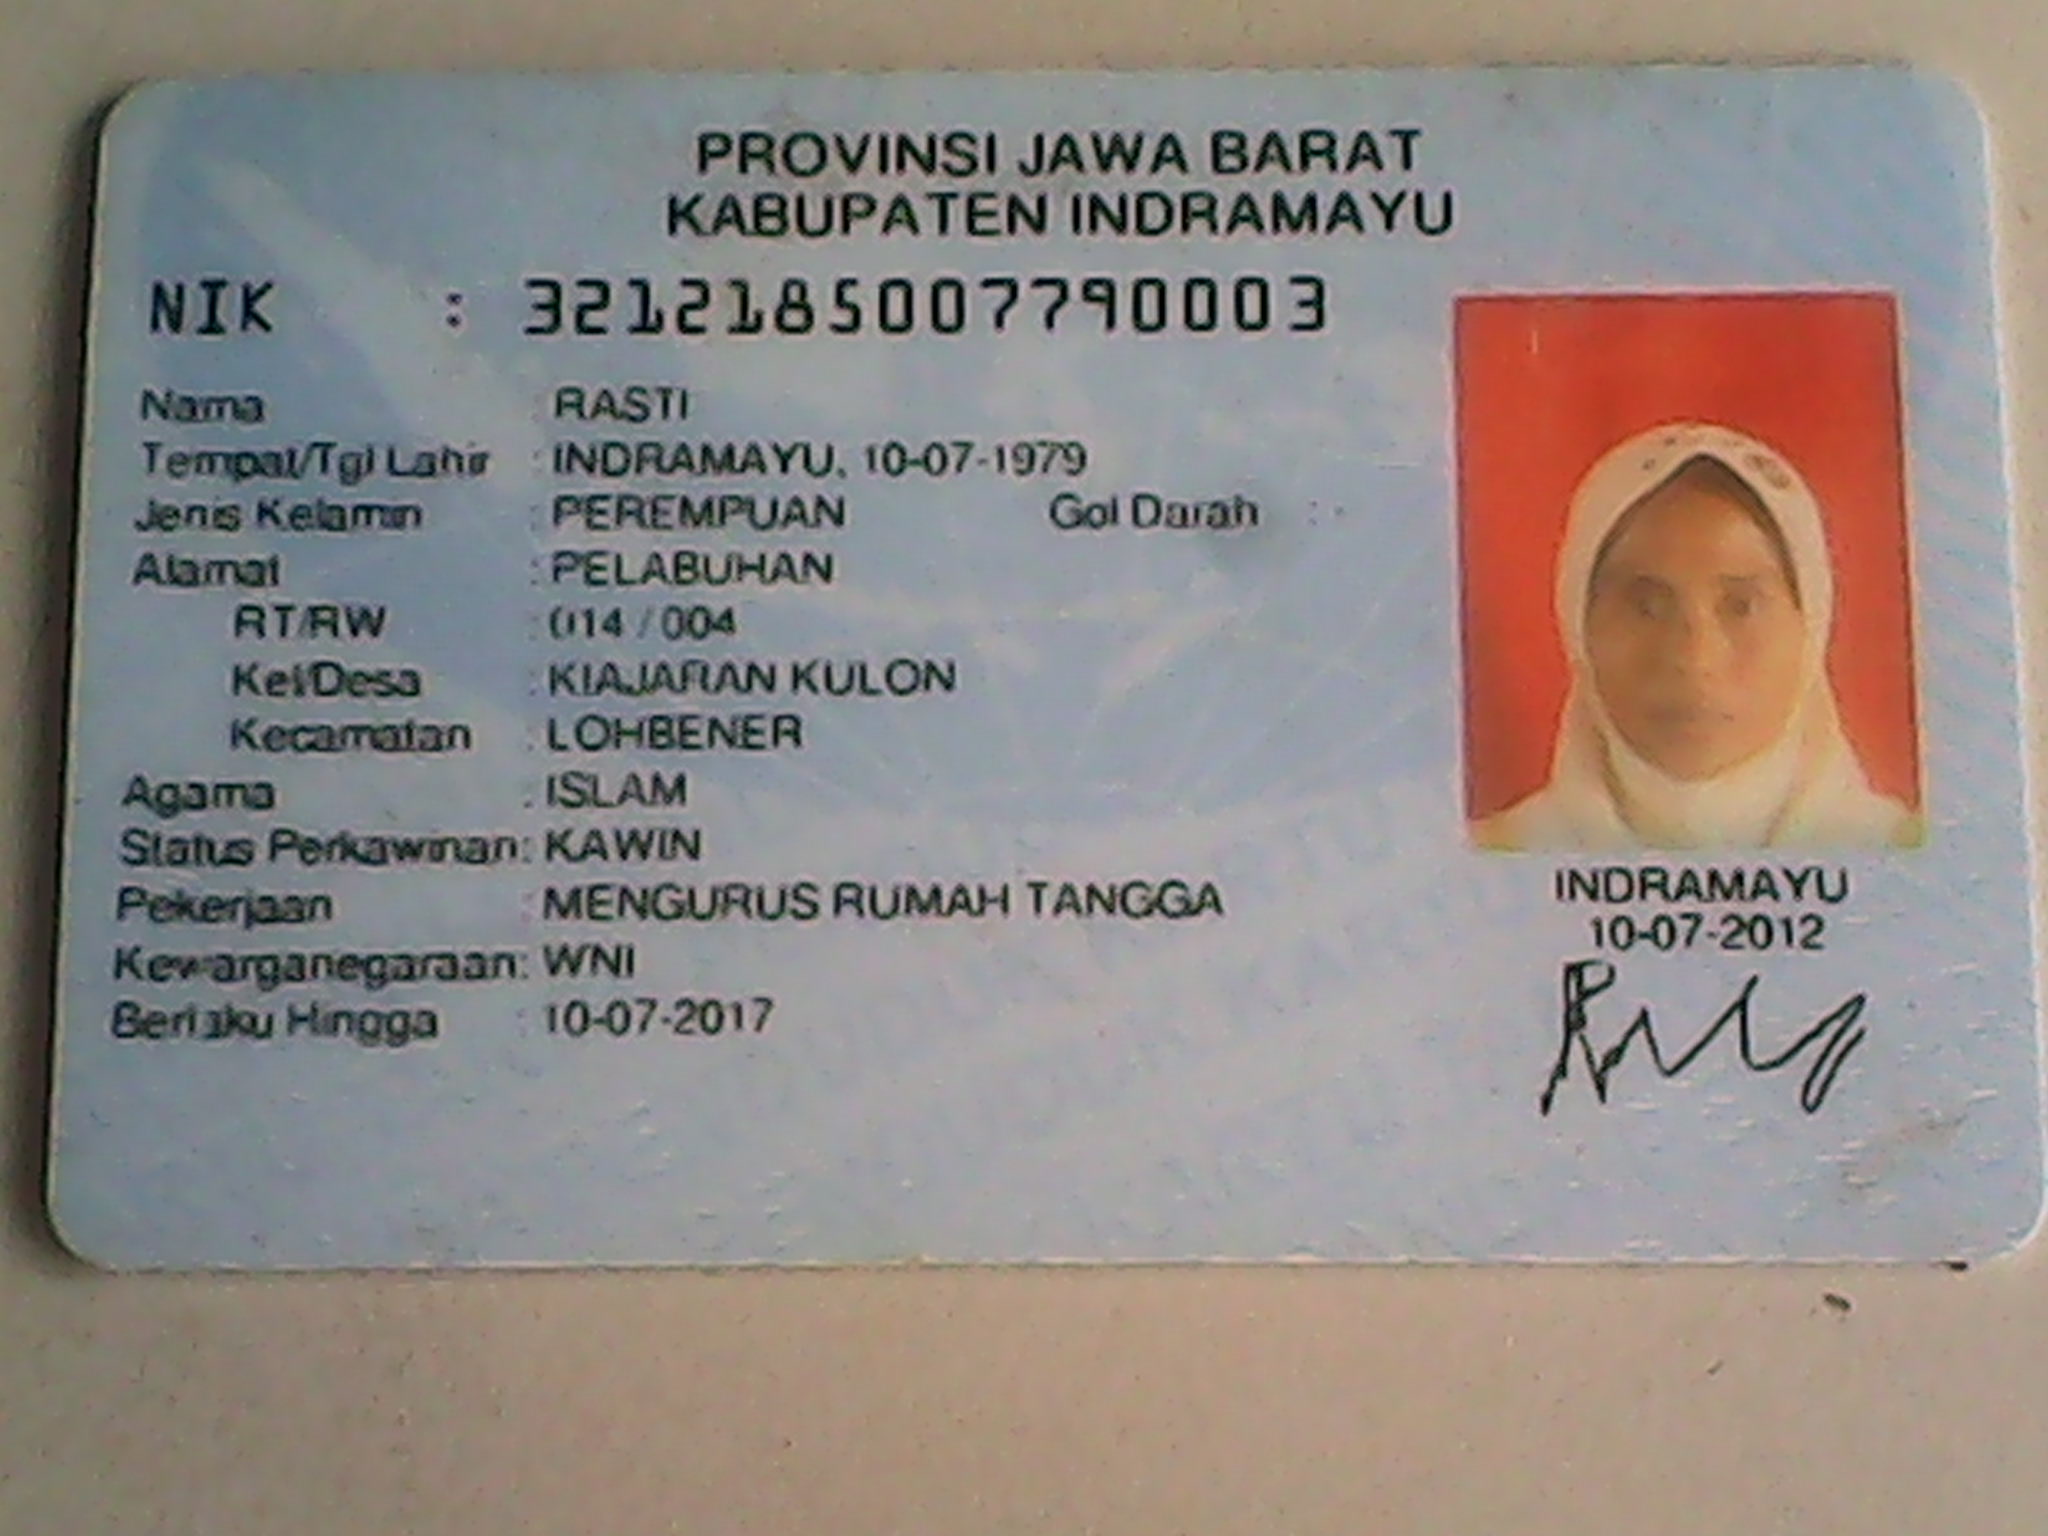 PROVINSI JAWA BARAT
KABUPATEN INDRAMAYU
NIK : 3212185007790003
Nama : RASTI
Tempat/Tgl Lahir : INDRAMAYU, 10-07-1979
Jenis Kelamin : PEREMPUAN Gol Darah : -
Alamat : PELABUHAN
RT/RW : 014 / 004
Kel/Desa : KIAJARAN KULON
Kecamatan : LOHBENER
Agama : ISLAM
Status Perkawinan: KAWIN
Pekerjaan : MENGURUS RUMAH TANGGA
Kewarganegaraan: WNI
Berlaku Hingga : 10-07-2017
INDRAMAYU
10-07-2012